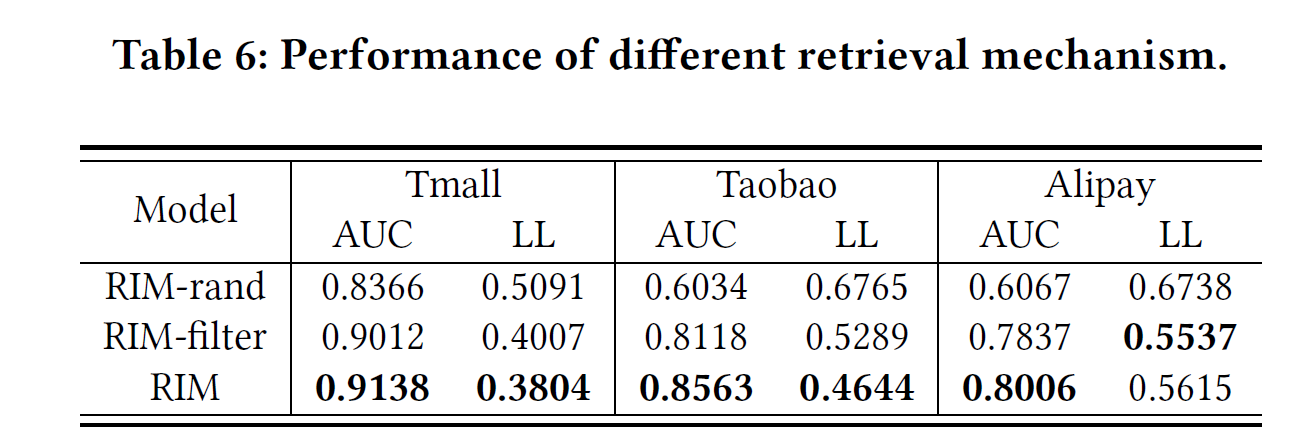 Table 6: Performance of different retrieval mechanism.
Model Tmall Taobao Alipay
AUC LL AUC LL AUC LL
RIM-rand 0.8366 0.5091 0.6034 0.6765 0.6067 0.6738
RIM-filter 0.9012 0.4007 0.8118 0.5289 0.7837 0.5537
RIM 0.9138 0.3804 0.8563 0.4644 0.8006 0.5615